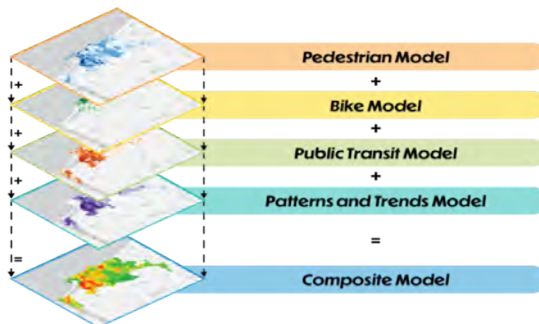 Pedestrian Model
+
+
Bike Model
+
+
Public Transit Model
+
+
Patterns and Trends Model
=
=
Composite Model